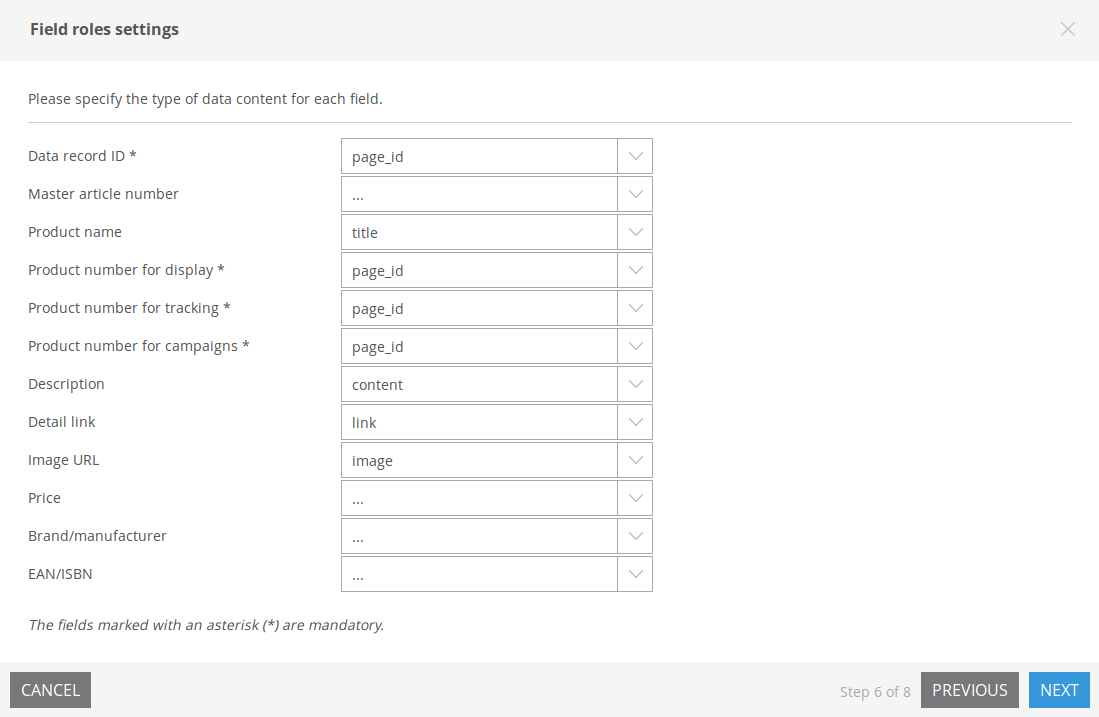 Field roles settings
Please specify the type of data content for each field.
Data record ID * page_id
Master article number ...
Product name title
Product number for display * page_id
Product number for tracking * page_id
Product number for campaigns * page_id
Description content
Detail link link
Image URL image
Price ...
Brand/manufacturer ...
EAN/ISBN ...
The fields marked with an asterisk (*) are mandatory.
CANCEL Step 6 of 8 PREVIOUS NEXT